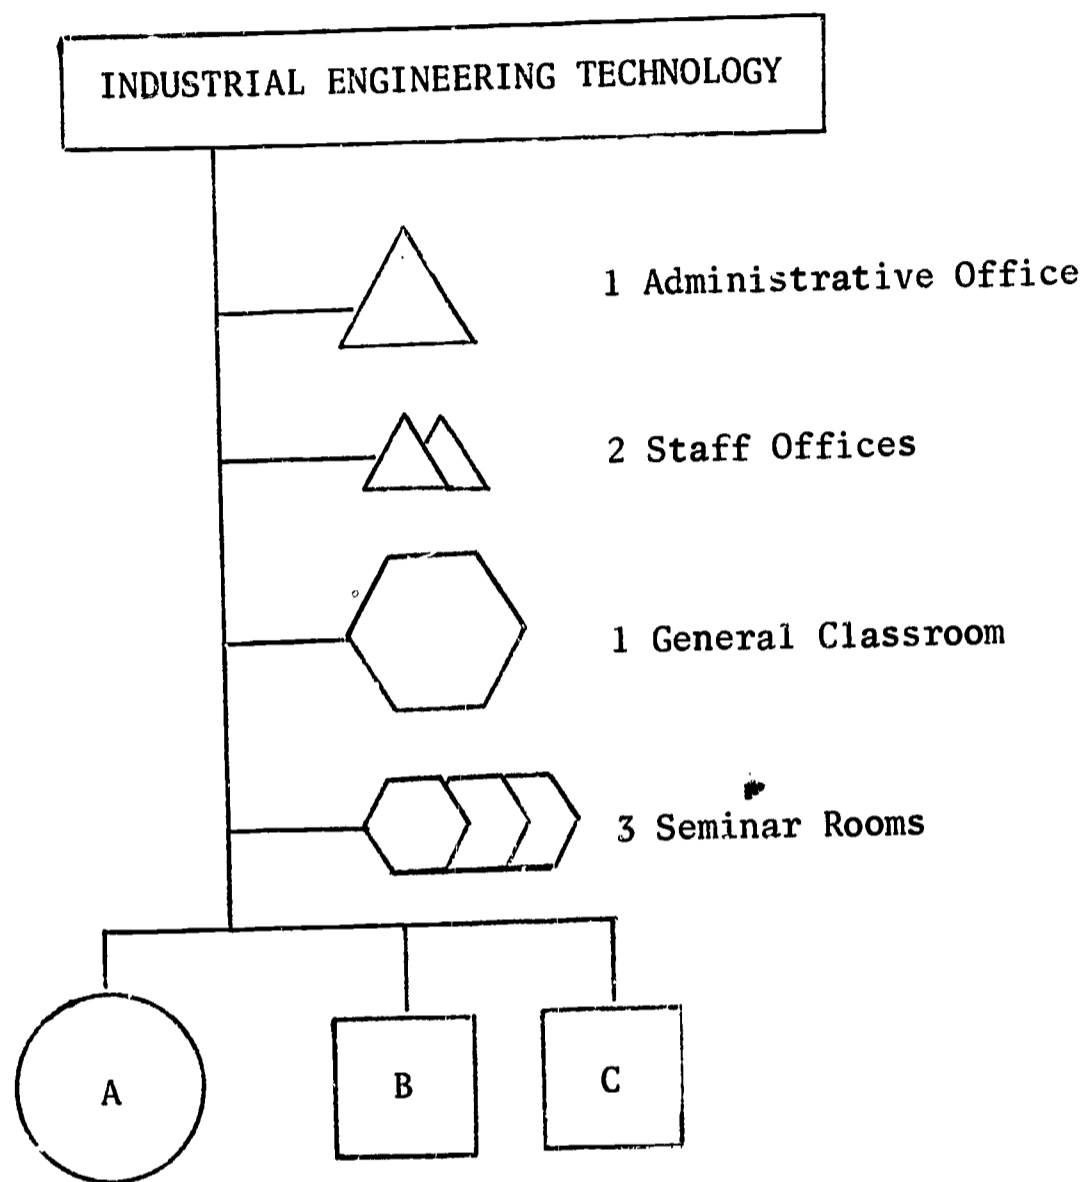 INDUSTRIAL ENGINEERING TECHNOLOGY
1 Administrative Office
2 Staff Offices
1 General Classroom
3 Seminar Rooms
A
B
C